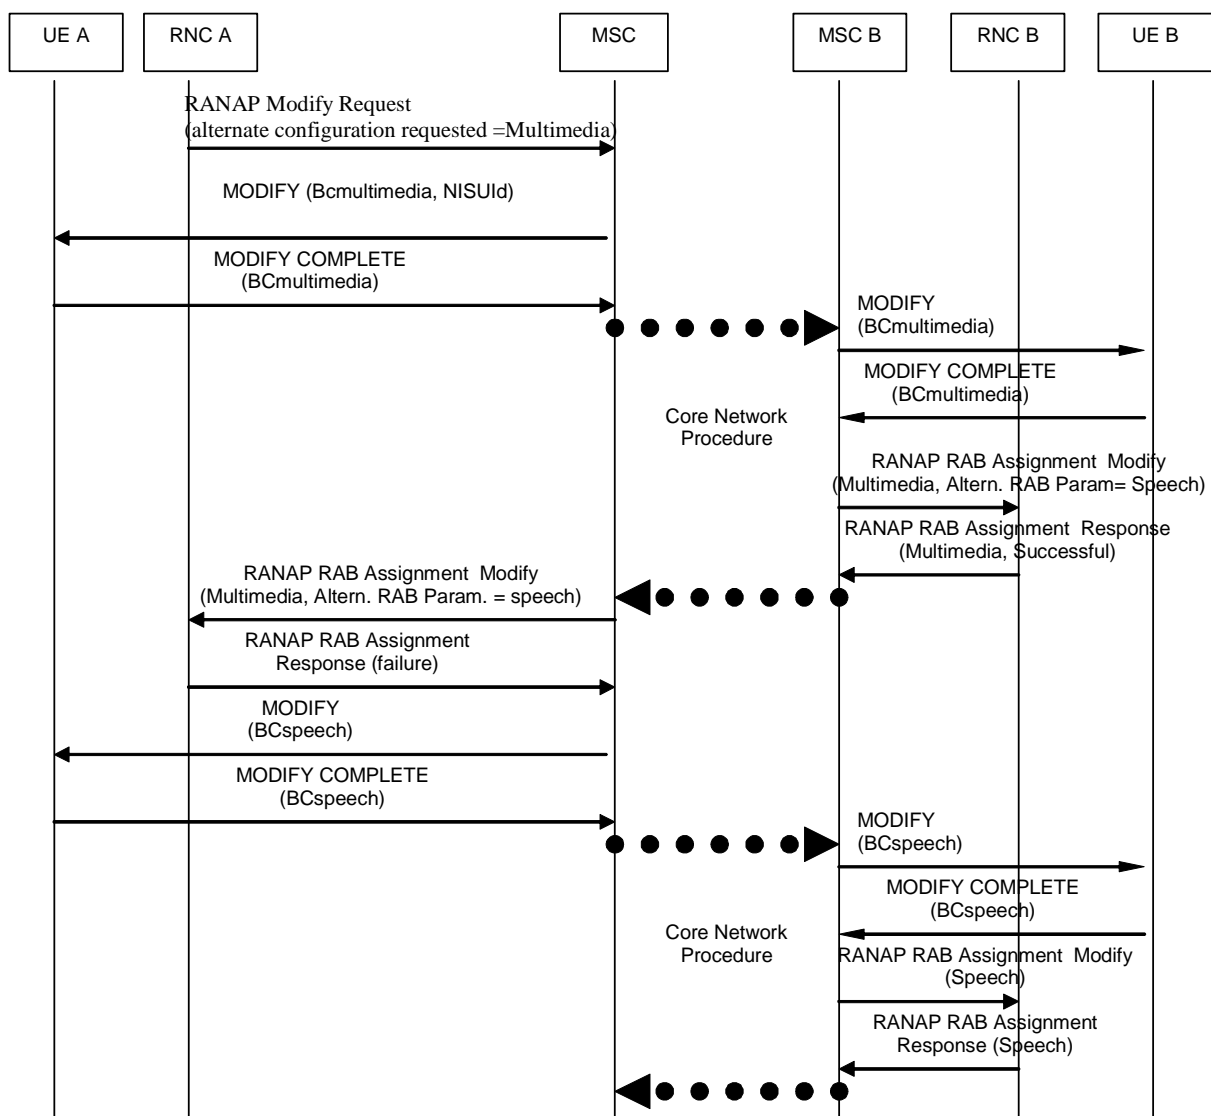 UE A
RNC A
MSC
MSC B
RNC B
UE B
RANAP Modify Request
(alternate configuration requested =Multimedia)
MODIFY (Bcmultimedia, NISUId)
MODIFY COMPLETE
(BCmultimedia)
MODIFY
(BCmultimedia)
MODIFY COMPLETE
(BCmultimedia)
Core Network
Procedure
RANAP RAB Assignment Modify
(Multimedia, Altern. RAB Param= Speech)
RANAP RAB Assignment Response
(Multimedia, Successful)
RANAP RAB Assignment Modify
(Multimedia, Altern. RAB Param. = speech)
RANAP RAB Assignment
Response (failure)
MODIFY
(BCspeech)
MODIFY COMPLETE
(BCspeech)
MODIFY
(BCspeech)
MODIFY COMPLETE
(BCspeech)
Core Network
Procedure
RANAP RAB Assignment Modify
(Speech)
RANAP RAB Assignment
Response (Speech)